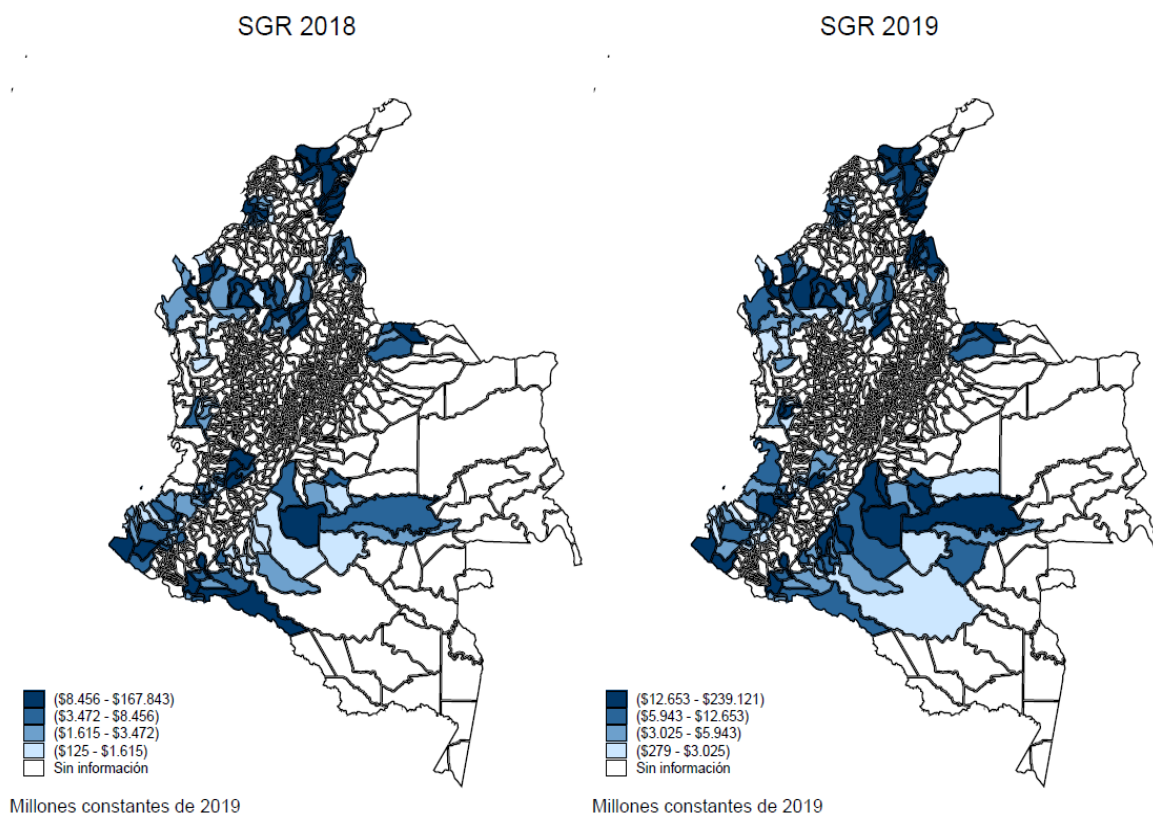 SGR 2018
($8.456 - $167.843)
($3.472 - $8.456)
($1.615 - $3.472)
($125 - $1.615)
Sin información
Millones constantes de 2019
SGR 2019
($12.653 - $239.121)
($5.943 - $12.653)
($3.025 - $5.943)
($279 - $3.025)
Sin información
Millones constantes de 2019